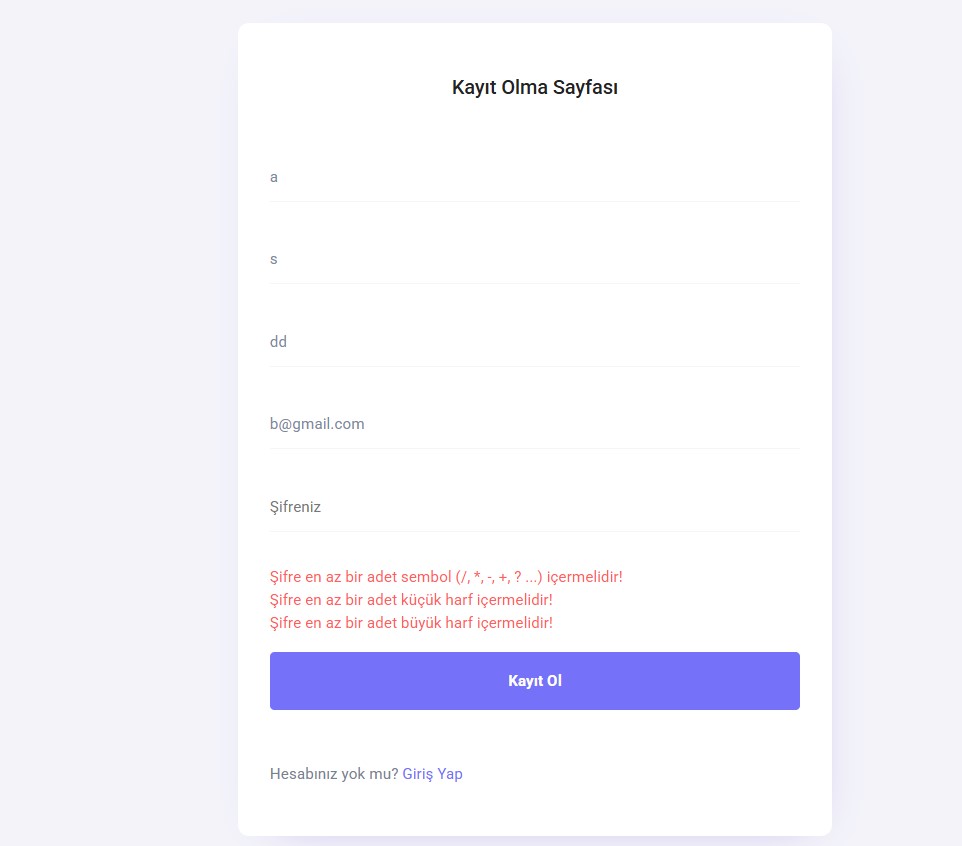 Kayıt Olma Sayfası
a
s
dd
b@gmail.com
Şifreniz
Şifre en az bir adet sembol (/, *, -, +, ? ...) içermelidir!
Şifre en az bir adet küçük harf içermelidir!
Şifre en az bir adet büyük harf içermelidir!
Kayıt Ol
Hesabınız yok mu? Giriş Yap